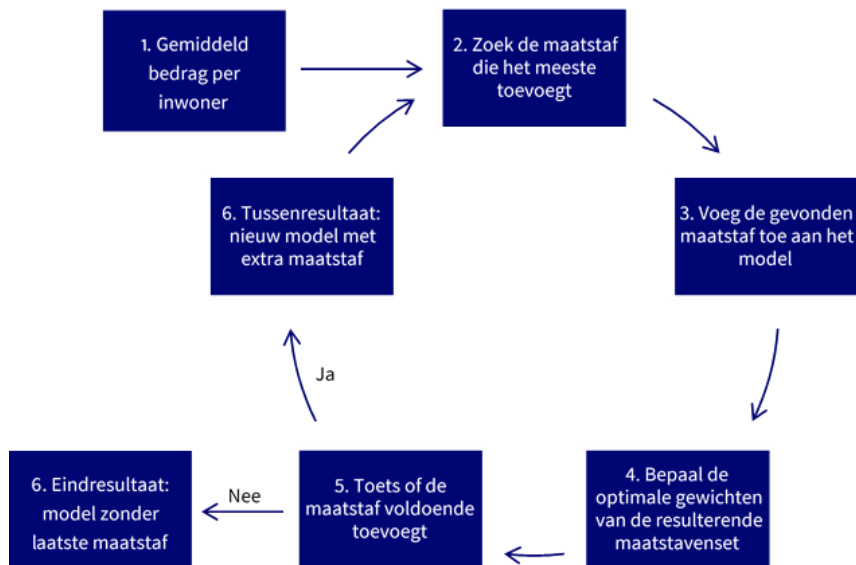 1. Gemiddeld
bedrag per
inwoner
2. Zoek de maatstaf
die het meeste
toevoegt
3. Voeg de gevonden
maatstaf toe aan het
model
4. Bepaal de
optimale gewichten
van de resulterende
maatstavenset
5. Toets of de
maatstaf voldoende
toevoegt
Ja
6. Tussenresultaat:
nieuw model met
extra maatstaf
Nee
6. Eindresultaat:
model zonder
laatste maatstaf